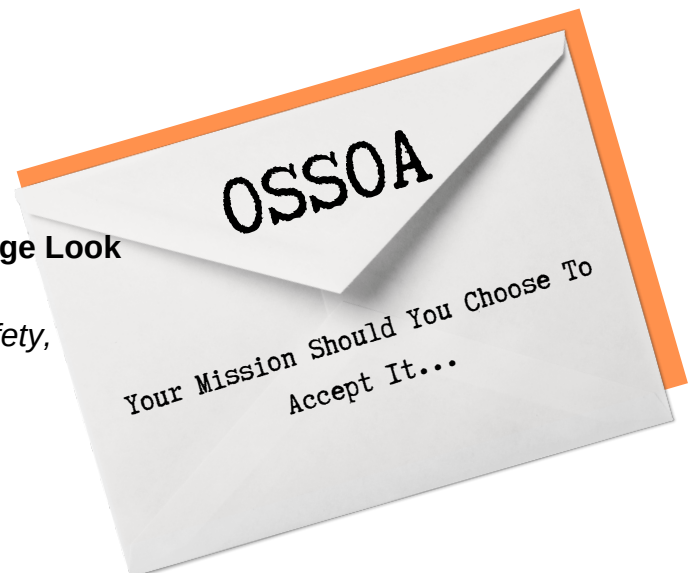 OSSOA
ge Look
fety,
Your Mission Should You Choose To
Accept It...